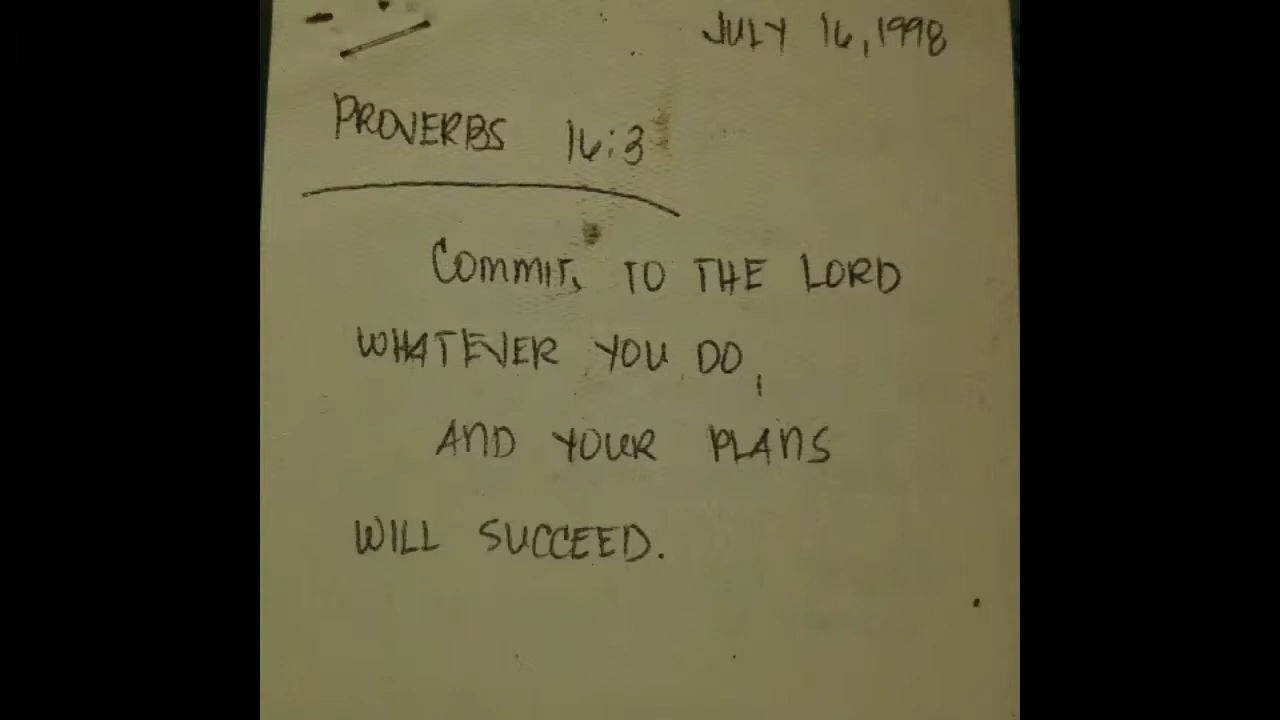 JULY 16, 1998
PROVERBS 16:3
COMMIT, TO THE LORD
WHATEVER YOU DO,
AND YOUR PLANS
WILL SUCCEED.